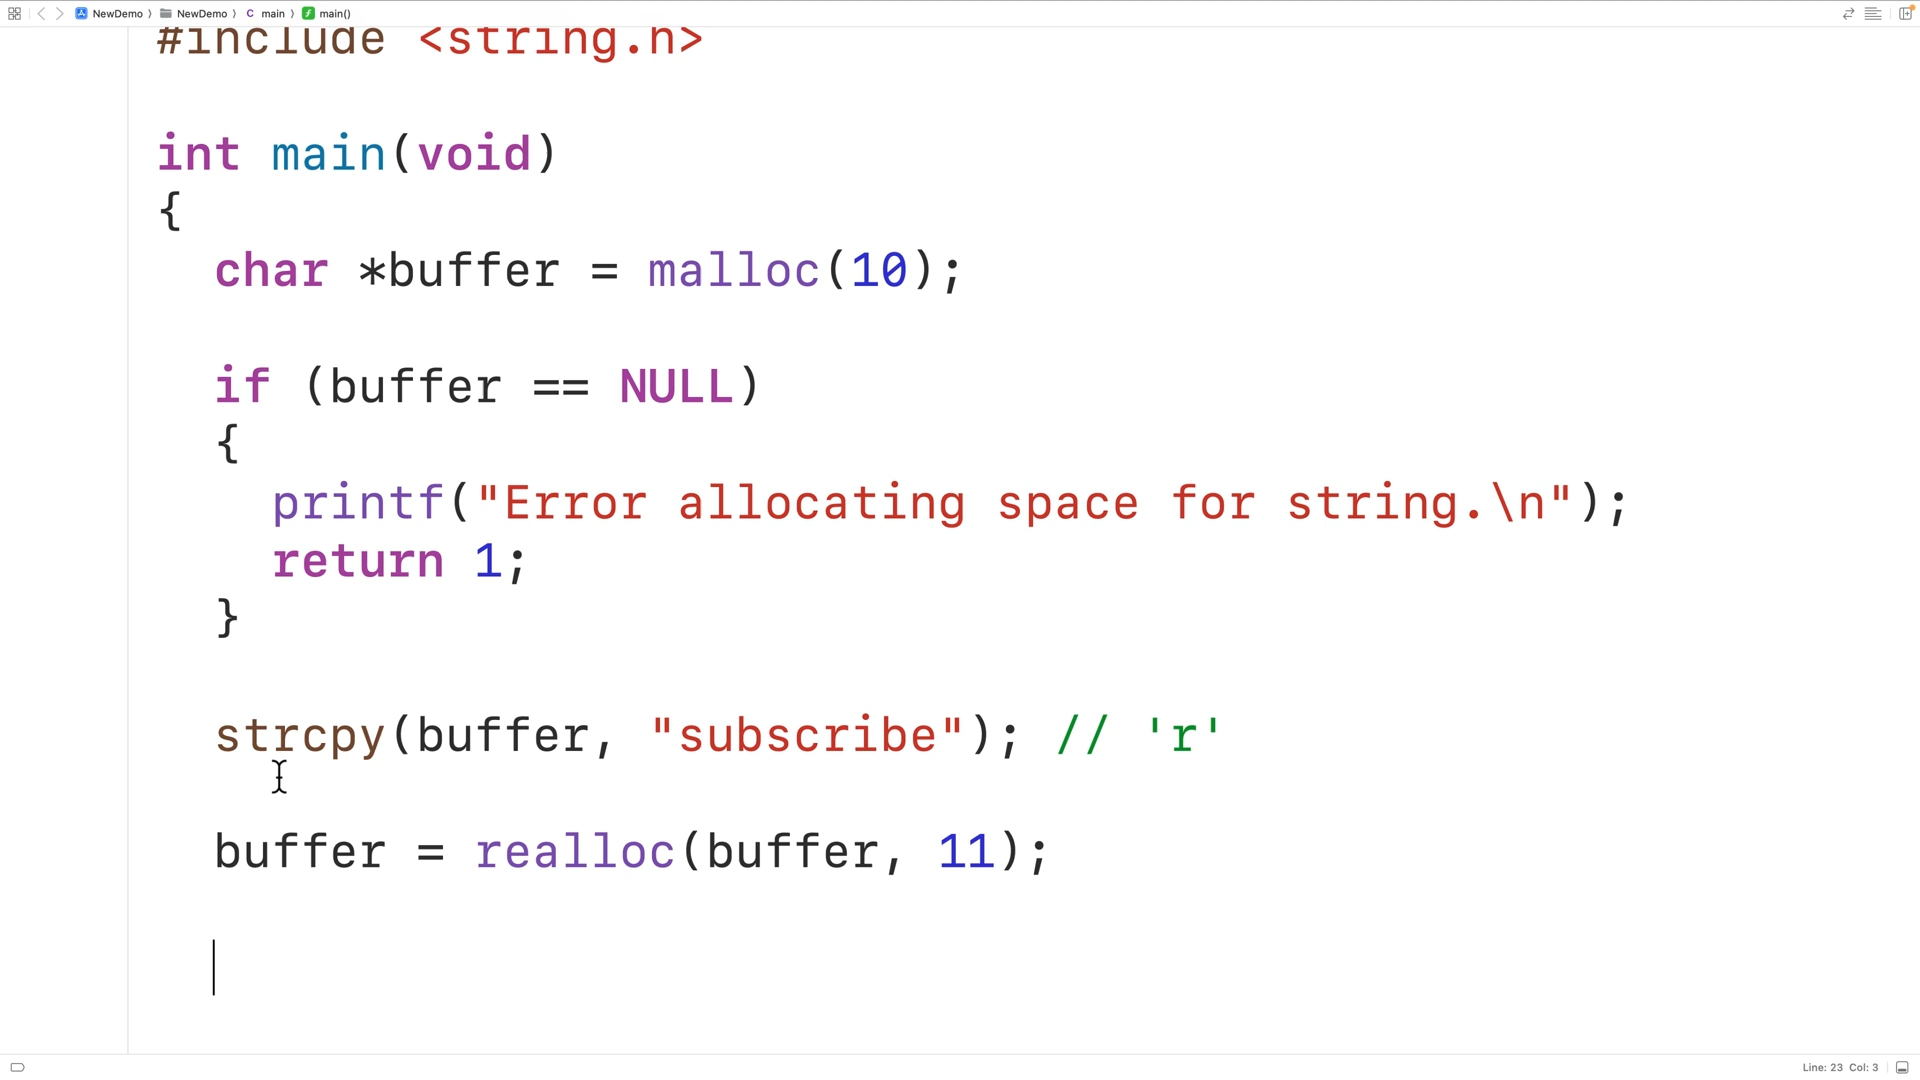 NewDemo 〉 NewDemo 〉 C main 〉 f main()
#include <string.h>
int main(void)
{
char *buffer = malloc(10);
if (buffer == NULL)
{
printf("Error allocating space for string.\n");
return 1;
}
strcpy(buffer, "subscribe"); // 'r'
buffer = realloc(buffer, 11);
Line: 23 Col: 3